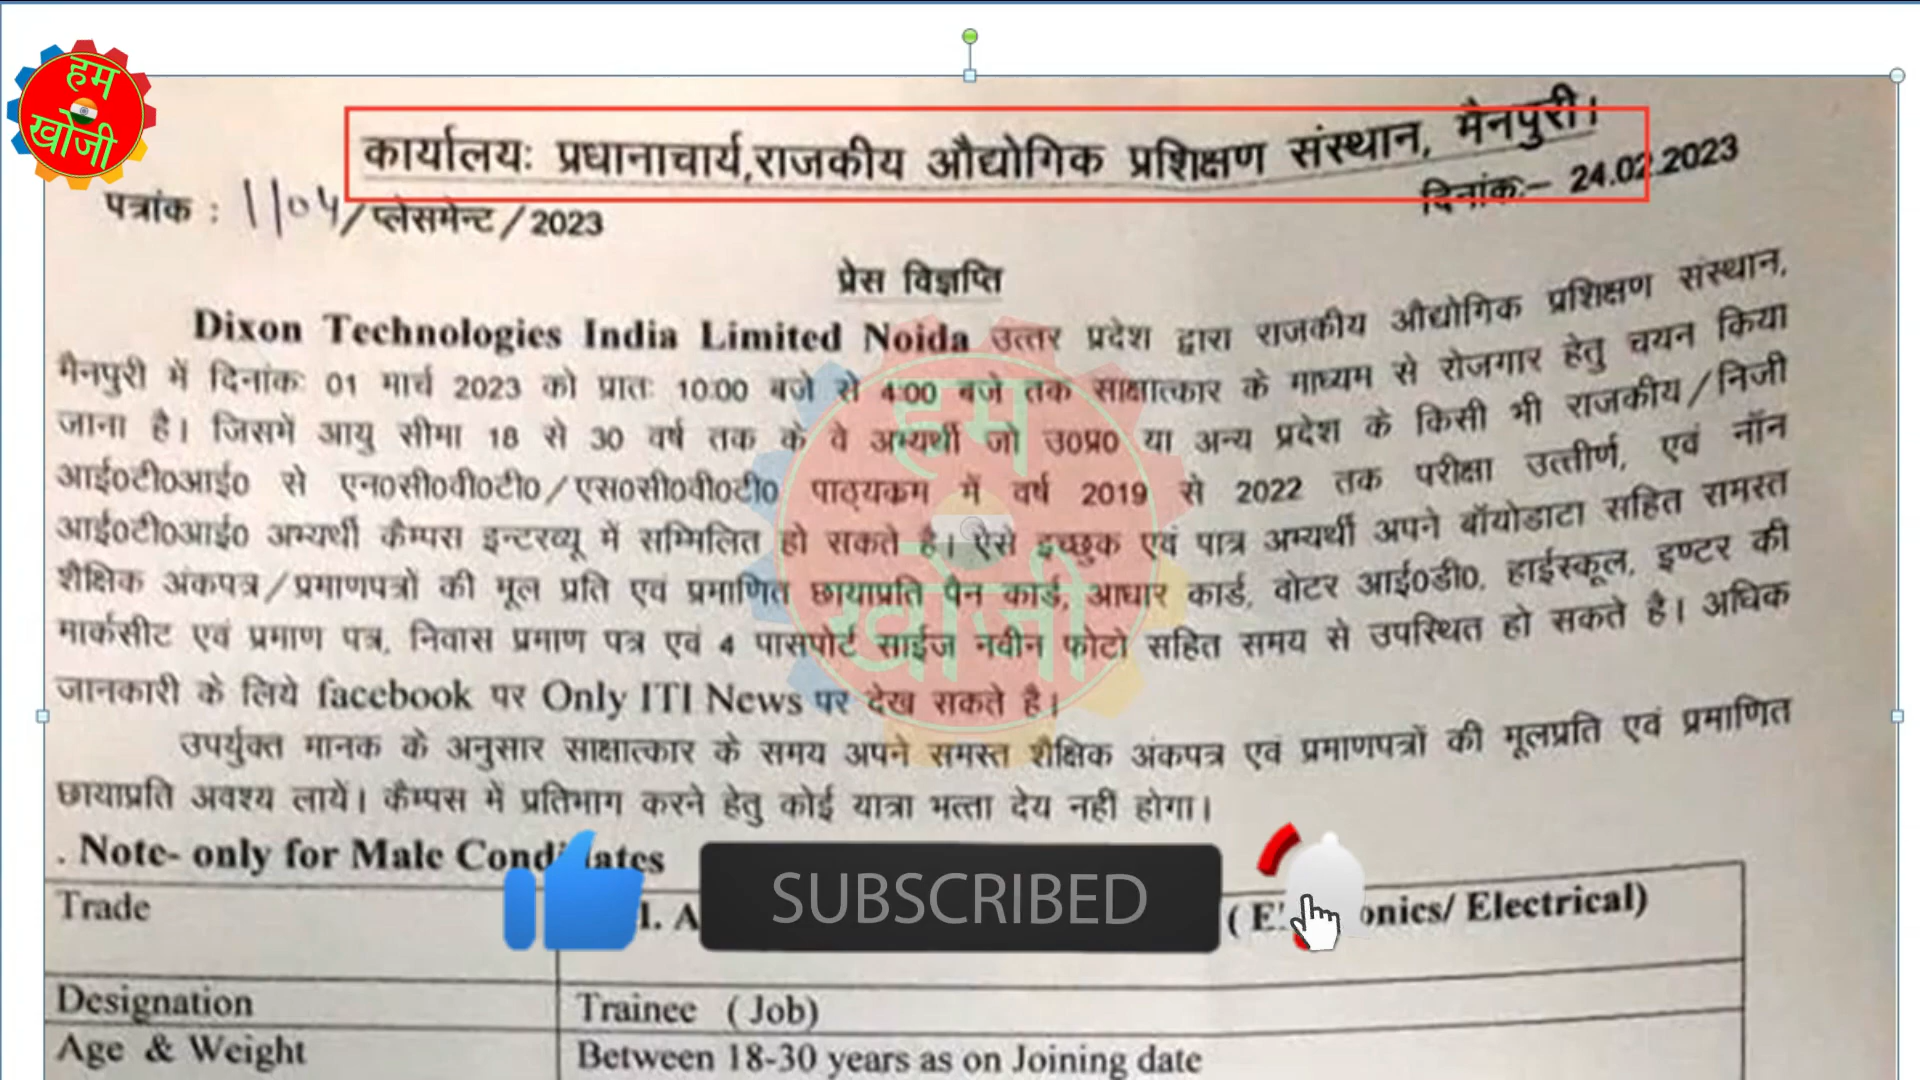 हम
खोजी
कार्यालयः प्रधानाचार्य,राजकीय औद्योगिक प्रशिक्षण संस्थान, मैनपुरी।
पत्रांक : 1104/प्लेसमेन्ट/2023
दिनांकः– 24.02.2023
प्रेस विज्ञप्ति
Dixon Technologies India Limited Noida उत्तर प्रदेश द्वारा राजकीय औद्योगिक प्रशिक्षण संस्थान,
मैनपुरी में दिनांकः 01 मार्च 2023 को प्रातः 10:00 बजे से 4:00 बजे तक साक्षात्कार के माध्यम से रोजगार हेतु चयन किया
जाना है। जिसमें आयु सीमा 18 से 30 वर्ष तक के वे अभ्यर्थी जो उ0प्र0 या अन्य प्रदेश के किसी भी राजकीय/निजी
आई0टी0आई0 से एन0सी0वी0टी0/एस0सी0वी0टी0 पाठ्यकम में वर्ष 2019 से 2022 तक परीक्षा उत्तीर्ण, एवं नॉन
आई0टी0आई0 अभ्यर्थी कैम्पस इन्टरव्यू में सम्मिलित हो सकते है। ऐसे इच्छुक एवं पात्र अभ्यर्थी अपने बॉयोडाटा सहित समस्त
शैक्षिक अंकपत्र/प्रमाणपत्रों की मूल प्रति एवं प्रमाणित छायाप्रति पैन कार्ड, आधार कार्ड, वोटर आई0डी0, हाईस्कूल, इण्टर की
मार्कसीट एवं प्रमाण पत्र, निवास प्रमाण पत्र एवं 4 पासपोर्ट साईज नवीन फोटो सहित समय से उपस्थित हो सकते है। अधिक
जानकारी के लिये facebook पर Only ITI News पर देख सकते है।
उपर्युक्त मानक के अनुसार साक्षात्कार के समय अपने समस्त शैक्षिक अंकपत्र एवं प्रमाणपत्रों की मूलप्रति एवं प्रमाणित
छायाप्रति अवश्य लायें। कैम्पस में प्रतिभाग करने हेतु कोई यात्रा भत्ता देय नहीं होगा।
. Note- only for Male
Trade
Electrical)
SUBSCRIBED
Designation
Trainee ( Job)
Age & Weight
Between 18-30 years as on Joining date
हम
खोजी